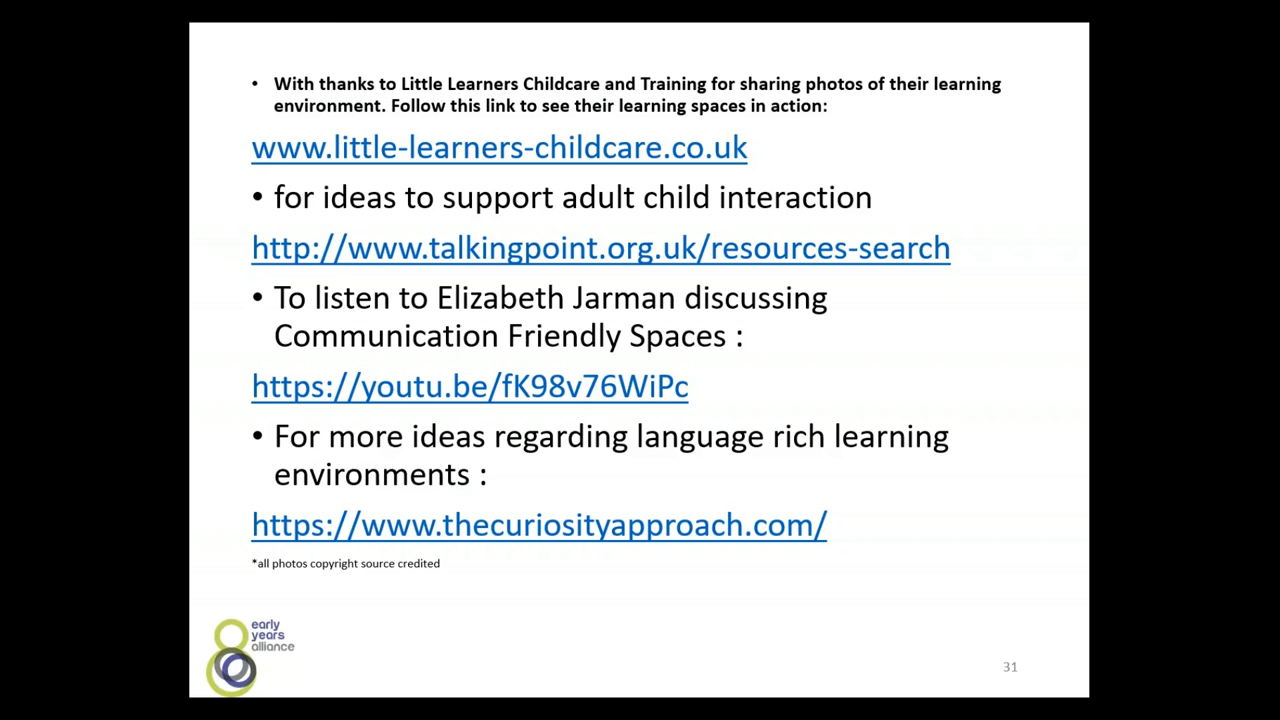 • With thanks to Little Learners Childcare and Training for sharing photos of their learning
environment. Follow this link to see their learning spaces in action:
www.little-learners-childcare.co.uk
• for ideas to support adult child interaction
http://www.talkingpoint.org.uk/resources-search
• To listen to Elizabeth Jarman discussing
Communication Friendly Spaces :
https://youtu.be/fK98v76WiPc
• For more ideas regarding language rich learning
environments :
https://www.thecuriosityapproach.com/
*all photos copyright source credited
early
years
alliance
31